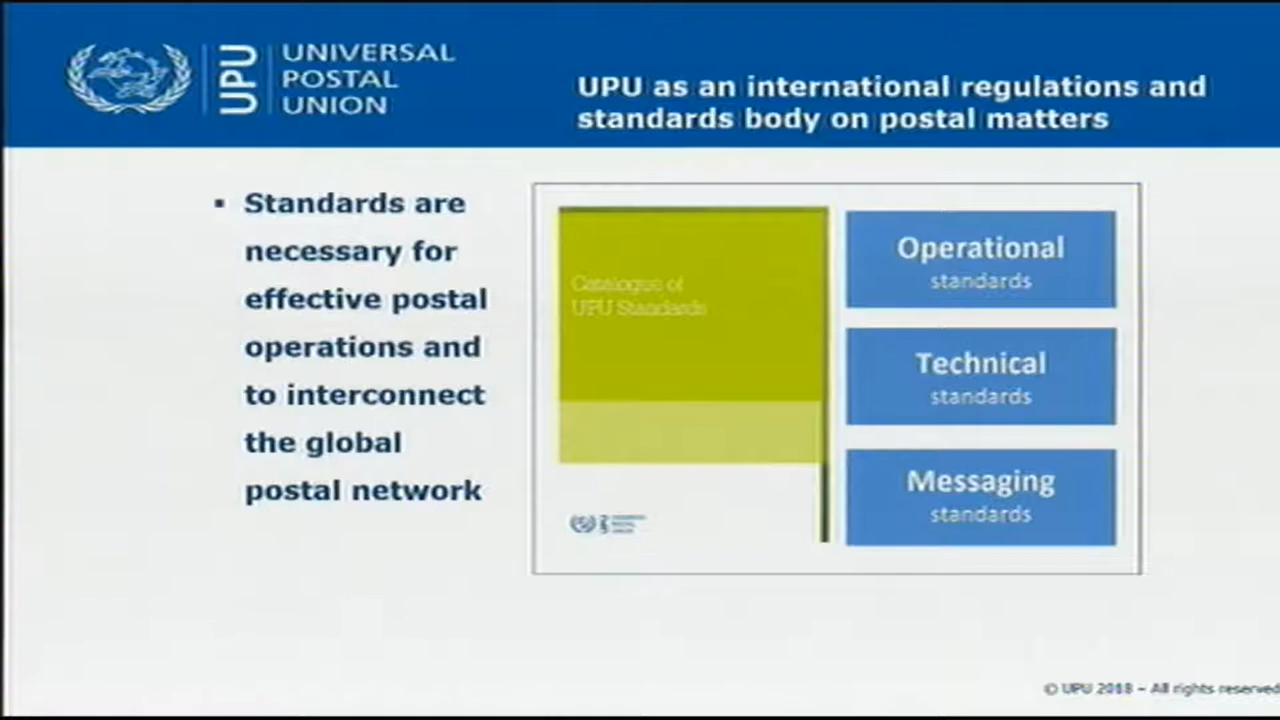 UPU
UNIVERSAL
POSTAL
UNION
UPU as an international regulations and
standards body on postal matters
▪ Standards are
necessary for
effective postal
operations and
to interconnect
the global
postal network
Catalogue of
UPU Standards
Operational
standards
Technical
standards
Messaging
standards
© UPU 2018 – All rights reserved